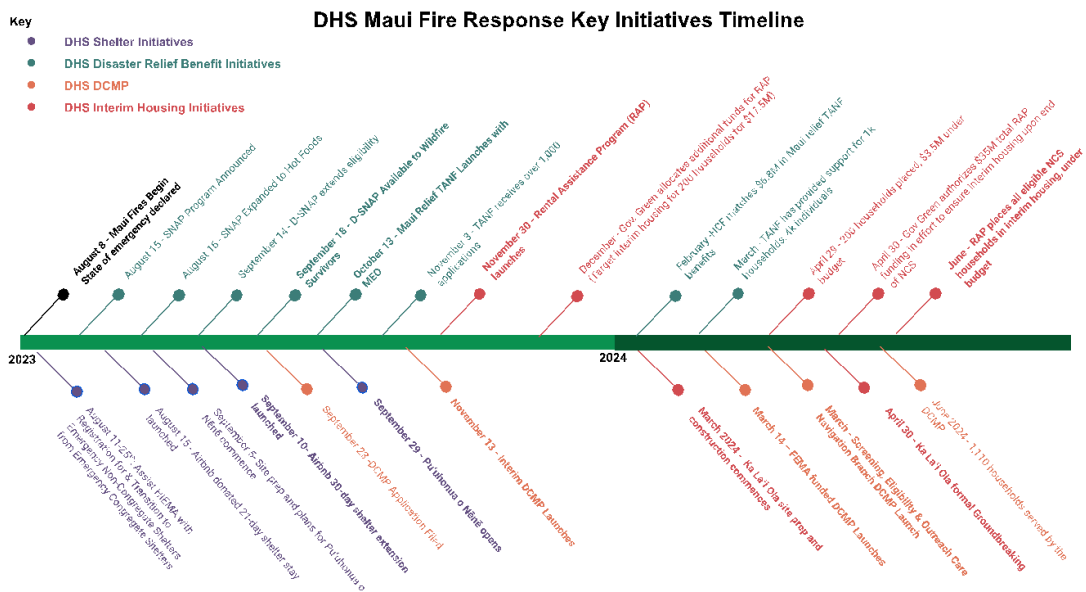 DHS Maui Fire Response Key Initiatives Timeline
Key
DHS Shelter Initiatives
DHS Disaster Relief Benefit Initiatives
DHS DCMP
DHS Interim Housing Initiatives
August 8 - Maui Fires Begin
State of emergency declared
August 15 - SNAP Program Announced
August 16 - SNAP Expanded to Hot Foods
September 14 - D-SNAP extends eligibility
September 18 - D-SNAP Available to Wildfire
Survivors
October 13 - Maui Relief TANF Launches with
MEO
November 3 - TANF receives over 1,000
applications
November 30 - Rental Assistance Program (RAP)
launches
December - Gov. Green allocates additional funds for RAP
(Target interim housing for 200 households for $17.5M)
February -HCF matches $6.8M in Maui relief TANF
benefits
March - TANF has provided support for 1k
households, 4k individuals
April 29 - 200 households placed, $3.5M under
budget
April 30 - Gov Green authorizes $35M total RAP
funding in effort to ensure interim housing upon end
of NCS
June - RAP places all eligible NCS
households in interim housing, under
budget
2023
2024
August 11-25: Assist HIEMA with
Registration for & Transition to
Emergency Non-Congregate Shelters
from Emergency Congregate Shelters
August 15 - Airbnb donated 21-day shelter stay
launched
September 5- Site prep and plans for Pu'uhonua o
Nēnē commence
September 10- Airbnb 30-day shelter extension
launched
September 23 -DCMP Application Filed
September 29 - Pu'uhonua o Nēnē opens
November 13 - Interim DCMP Launches
March 2024 - Ka La'i Ola site prep and
construction commences
March 14 - FEMA funded DCMP Launches
March - Screening, Eligibility & Outreach Care
Navigation Branch DCMP Launch
April 30 - Ka La'i Ola formal Groundbreaking
June 2024 - 1,110 households served by the
DCMP